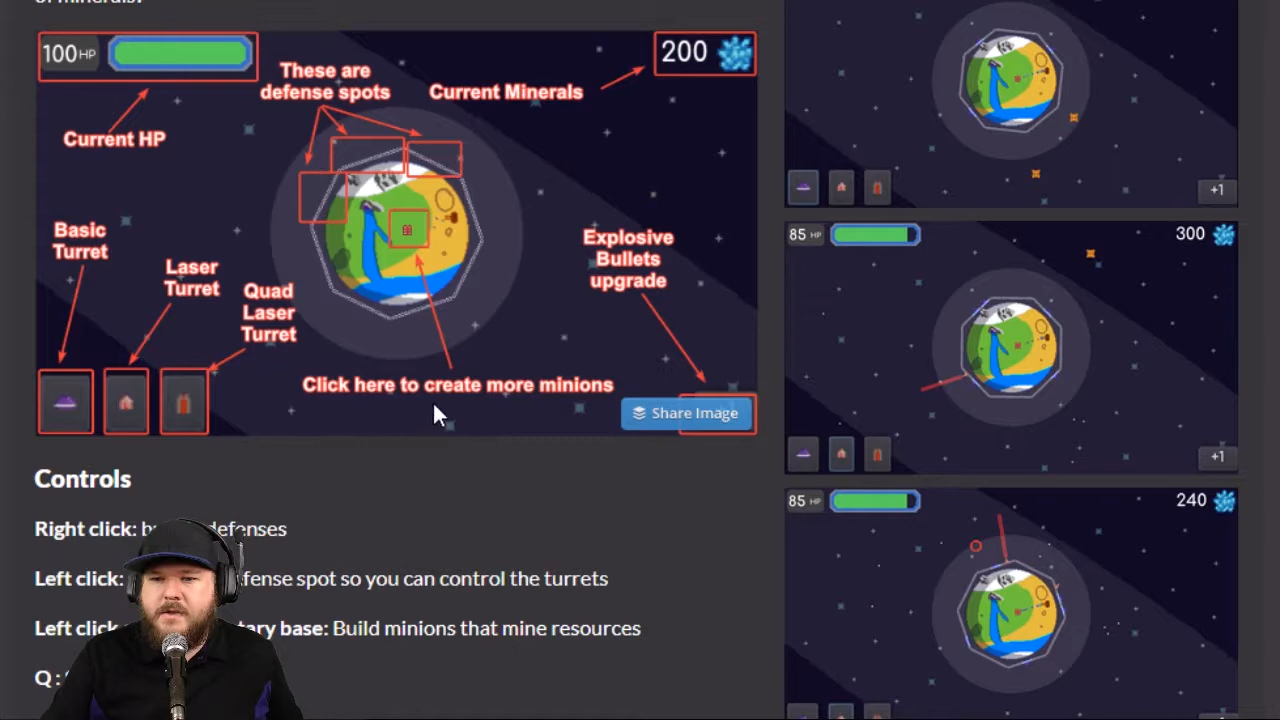 100 HP
200
These are
defense spots
Current Minerals
Current HP
Basic
Turret
Laser
Turret
Quad
Laser
Turret
Explosive
Bullets
upgrade
Click here to create more minions
Share Image
Controls
Right click: defenses
Left click: fense spot so you can control the turrets
Left click tary base: Build minions that mine resources
Q :
+1
85 HP
300
+1
85 HP
240